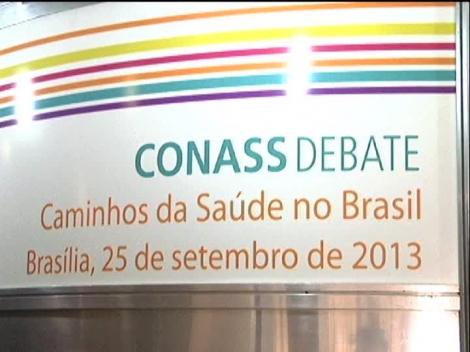 CONASS DEBATE
Caminhos da Saúde no Brasil
Brasília, 25 de setembro de 2013